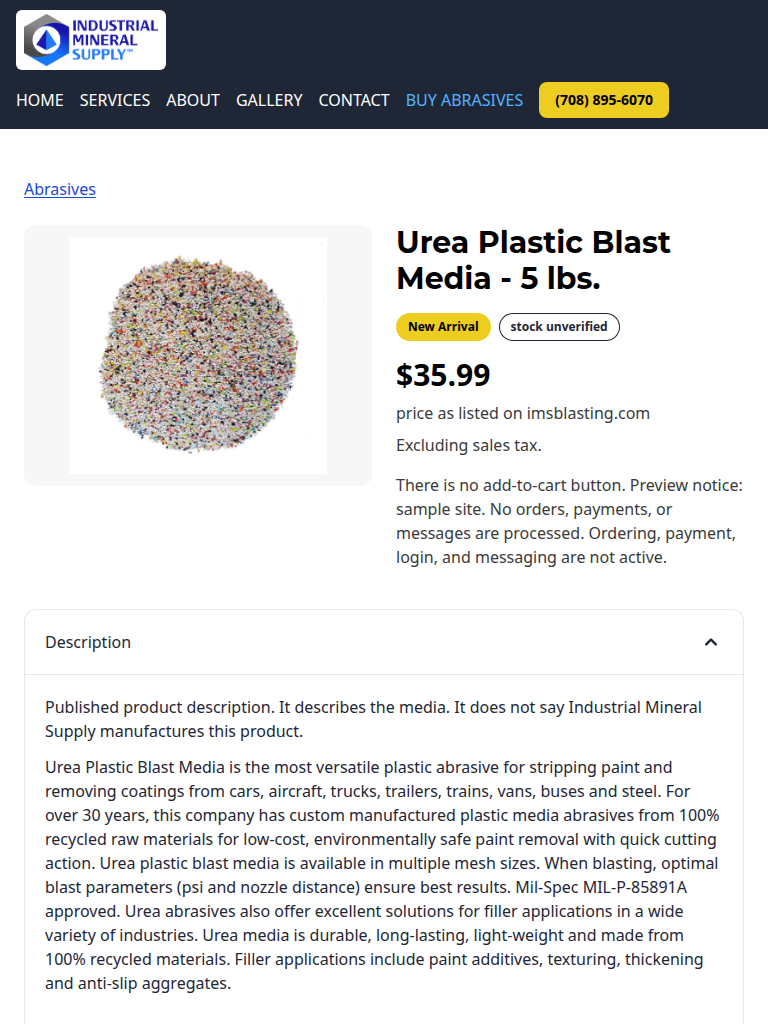 INDUSTRIAL
MINERAL
SUPPLY™
HOME SERVICES ABOUT GALLERY CONTACT BUY ABRASIVES (708) 895-6070
Abrasives
Urea Plastic Blast
Media - 5 lbs.
New Arrival stock unverified
$35.99
price as listed on imsblasting.com
Excluding sales tax.
There is no add-to-cart button. Preview notice:
sample site. No orders, payments, or
messages are processed. Ordering, payment,
login, and messaging are not active.
Description
Published product description. It describes the media. It does not say Industrial Mineral
Supply manufactures this product.
Urea Plastic Blast Media is the most versatile plastic abrasive for stripping paint and
removing coatings from cars, aircraft, trucks, trailers, trains, vans, buses and steel. For
over 30 years, this company has custom manufactured plastic media abrasives from 100%
recycled raw materials for low-cost, environmentally safe paint removal with quick cutting
action. Urea plastic blast media is available in multiple mesh sizes. When blasting, optimal
blast parameters (psi and nozzle distance) ensure best results. Mil-Spec MIL-P-85891A
approved. Urea abrasives also offer excellent solutions for filler applications in a wide
variety of industries. Urea media is durable, long-lasting, light-weight and made from
100% recycled materials. Filler applications include paint additives, texturing, thickening
and anti-slip aggregates.